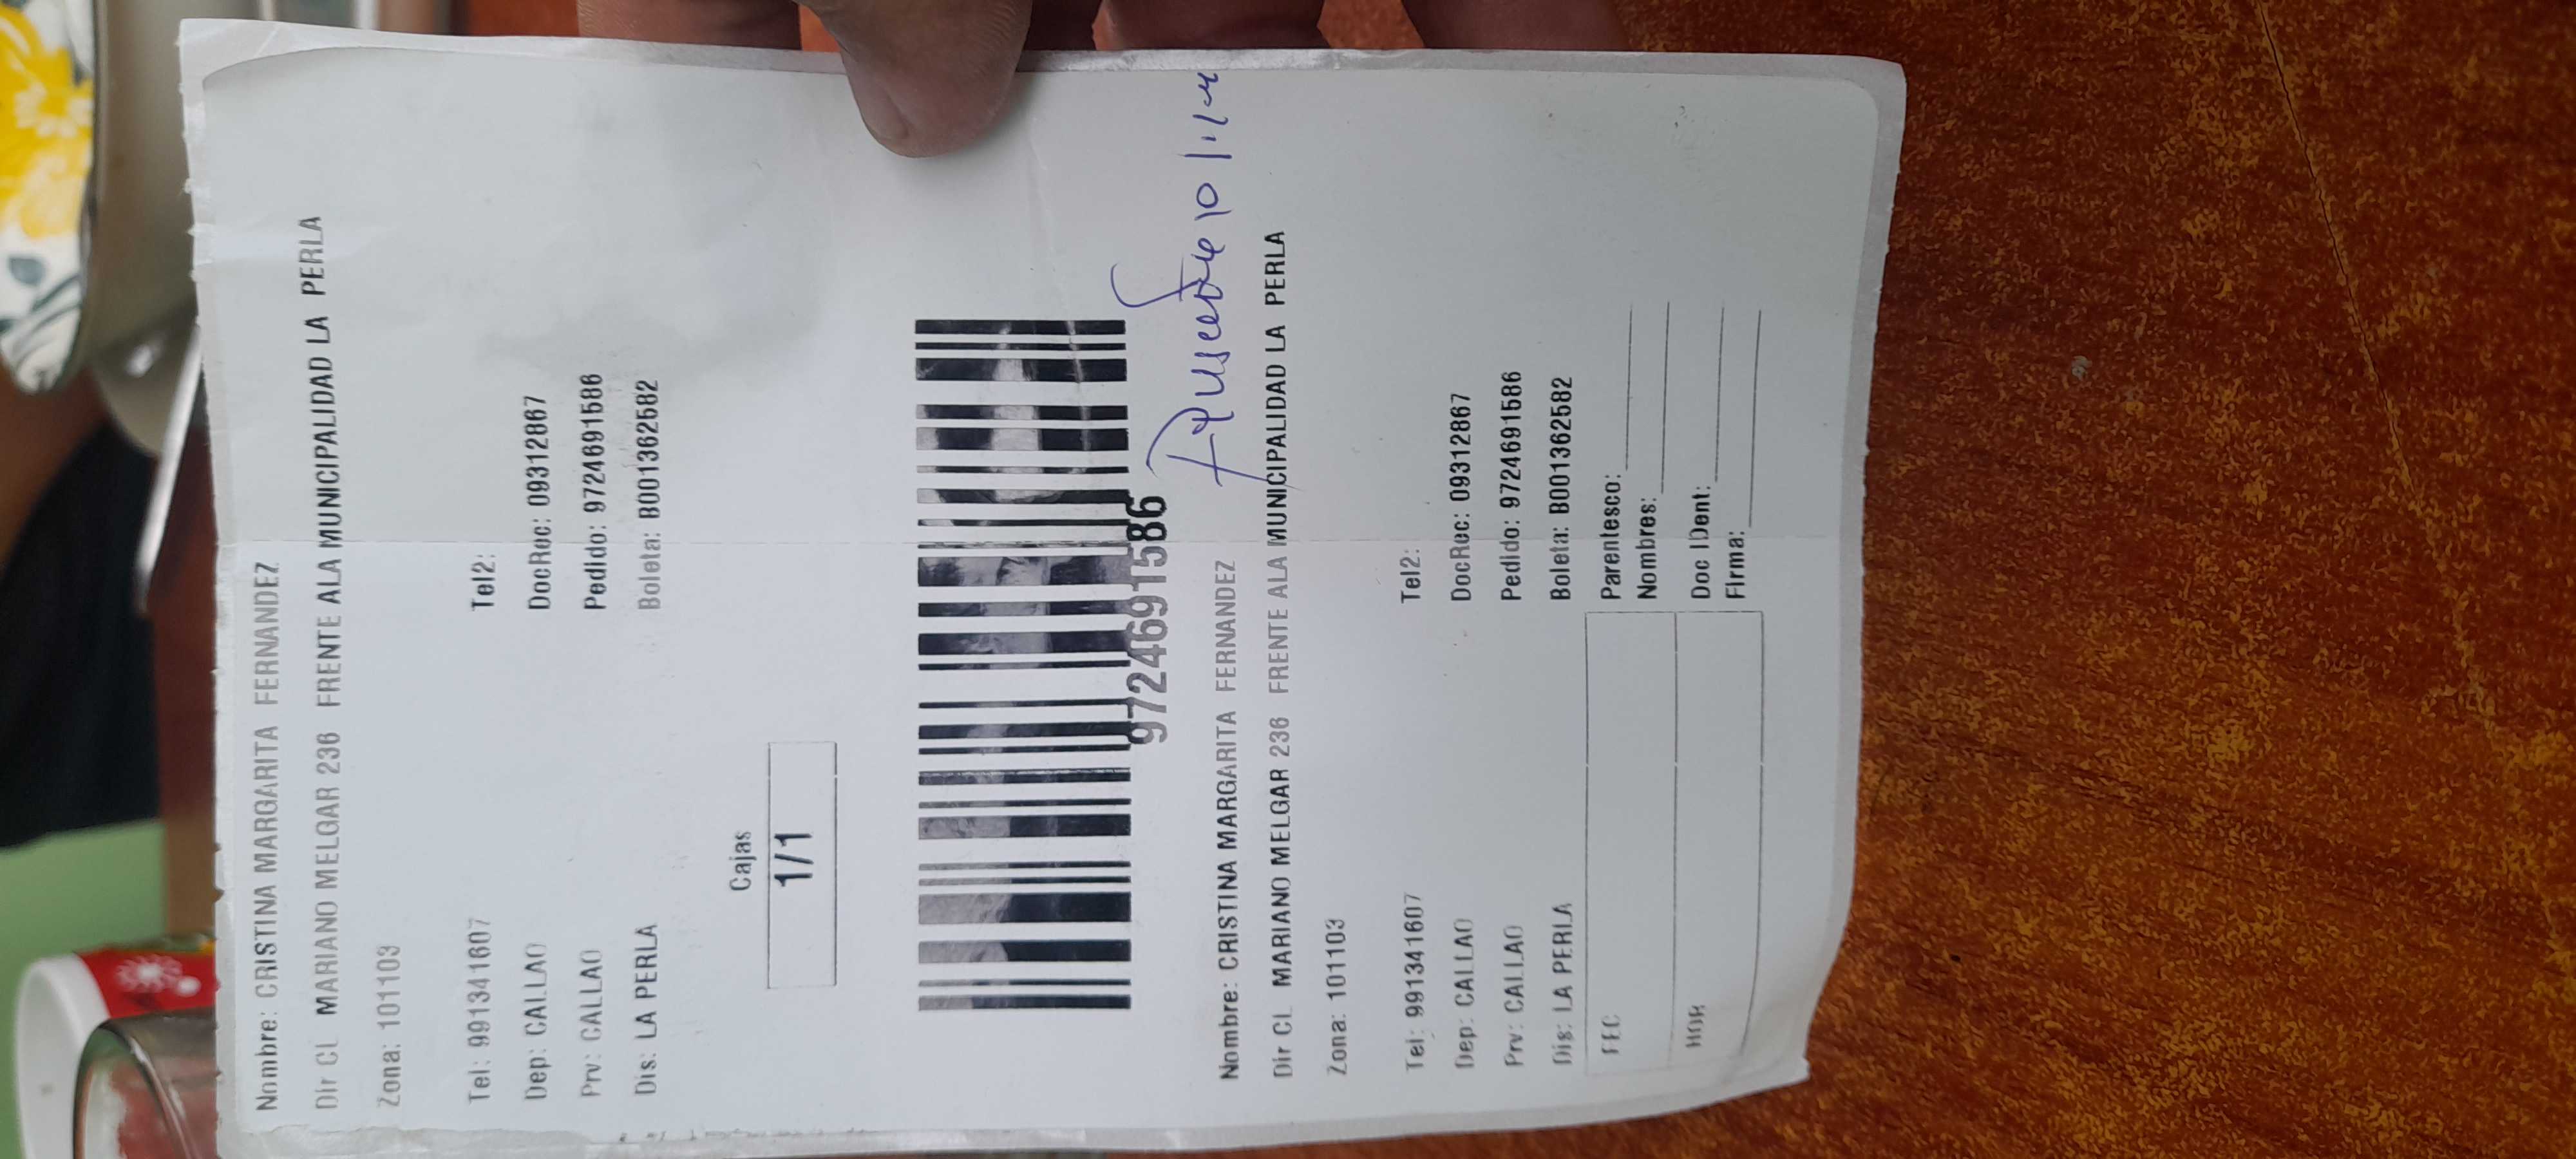 Nombre: CRISTINA MARGARITA FERNANDEZ
Dir CL MARIANO MELGAR 236 FRENTE ALA MUNICIPALIDAD LA PERLA
Zona: 101103
Tel: 991341607 Tel2:
Dep: CALLAO DocRec: 09312867
Prv: CALLAO Pedido: 9724691586
Dis: LA PERLA Boleta: B001362582
Cajas
1/1
9724691586
Nombre: CRISTINA MARGARITA FERNANDEZ
Dir CL MARIANO MELGAR 236 FRENTE ALA MUNICIPALIDAD LA PERLA
Zona: 101103
Tel: 991341607 Tel2:
Dep: CALLAO DocRec: 09312867
Prv: CALLAO Pedido: 9724691586
Dis: LA PERLA Boleta: B001362582
FEC Parentesco:
Nombres:
HOR Doc IDent:
Firma: